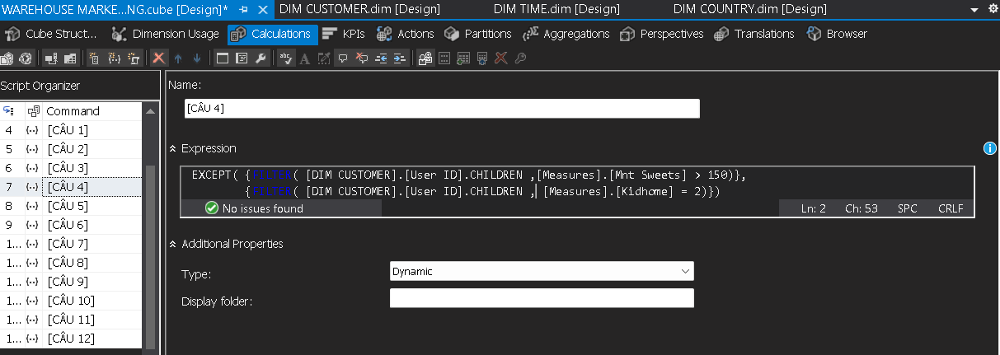 WAREHOUSE MARKE...NG.cube [Design]*
DIM CUSTOMER.dim [Design]
DIM TIME.dim [Design]
DIM COUNTRY.dim [Design]
Cube Struct...
Dimension Usage
Calculations
KPIs
Actions
Partitions
Aggregations
Perspectives
Translations
Browser
Script Organizer
Command
4 [CÂU 1]
5 [CÂU 2]
6 [CÂU 3]
7 [CÂU 4]
8 [CÂU 5]
9 [CÂU 6]
1... [CÂU 7]
1... [CÂU 8]
1... [CÂU 9]
1... [CÂU 10]
1... [CÂU 11]
1... [CÂU 12]
Name:
[CÂU 4]
Expression
EXCEPT( {FILTER( [DIM CUSTOMER].[User ID].CHILDREN ,[Measures].[Mnt Sweets] > 150)},
{FILTER( [DIM CUSTOMER].[User ID].CHILDREN , [Measures].[Kidhome] = 2)})
No issues found
Ln: 2 Ch: 53 SPC CRLF
Additional Properties
Type:
Dynamic
Display folder: